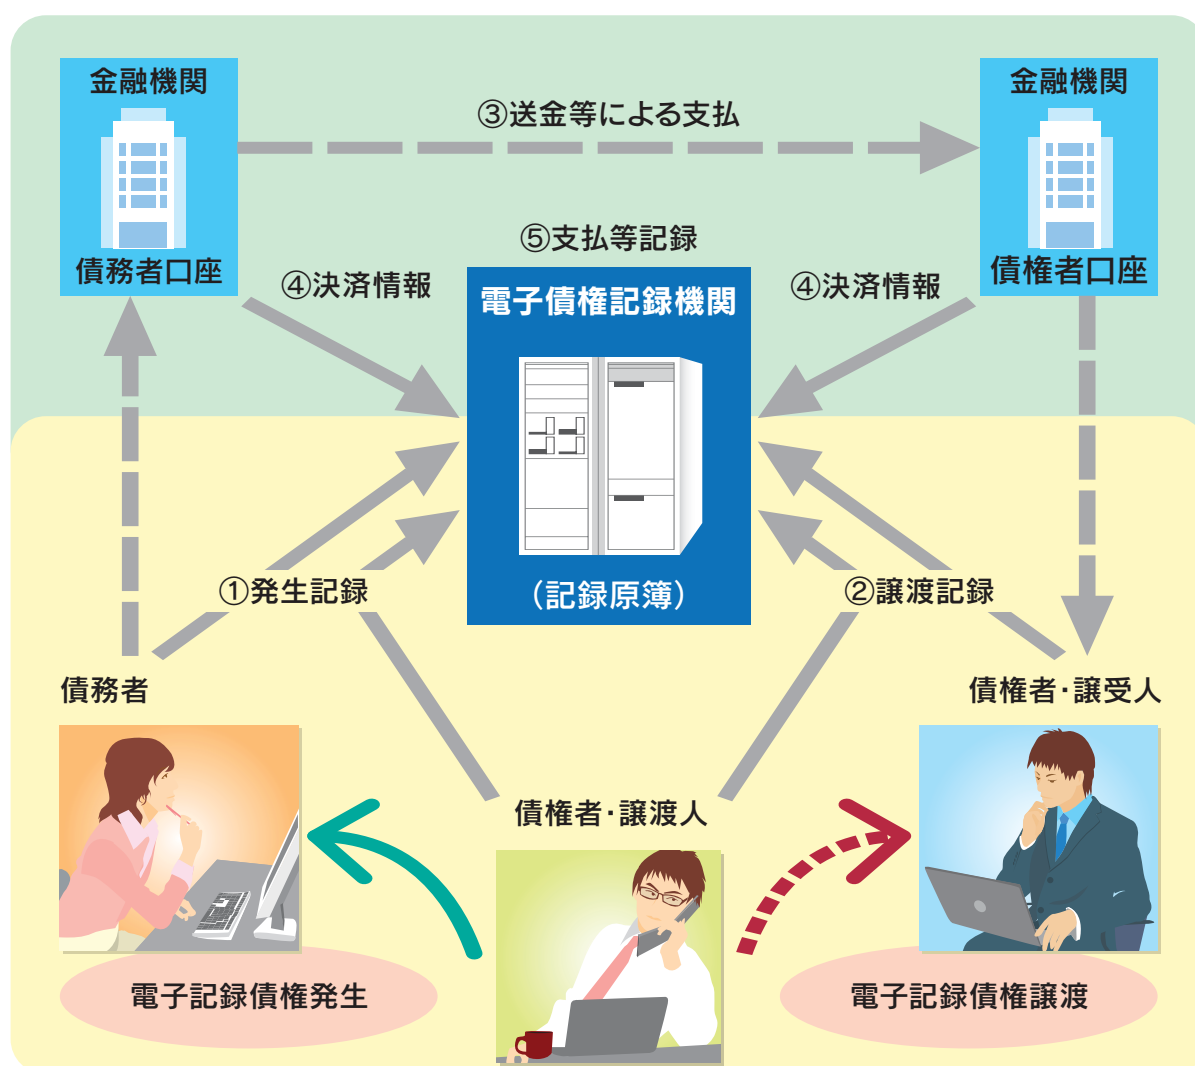 金融機関
金融機関
③送金等による支払
⑤支払等記録
債務者口座
債権者口座
④決済情報
④決済情報
電子債権記録機関
①発生記録
（記録原簿）
②譲渡記録
債務者
債権者・譲受人
債権者・譲渡人
電子記録債権発生
電子記録債権譲渡